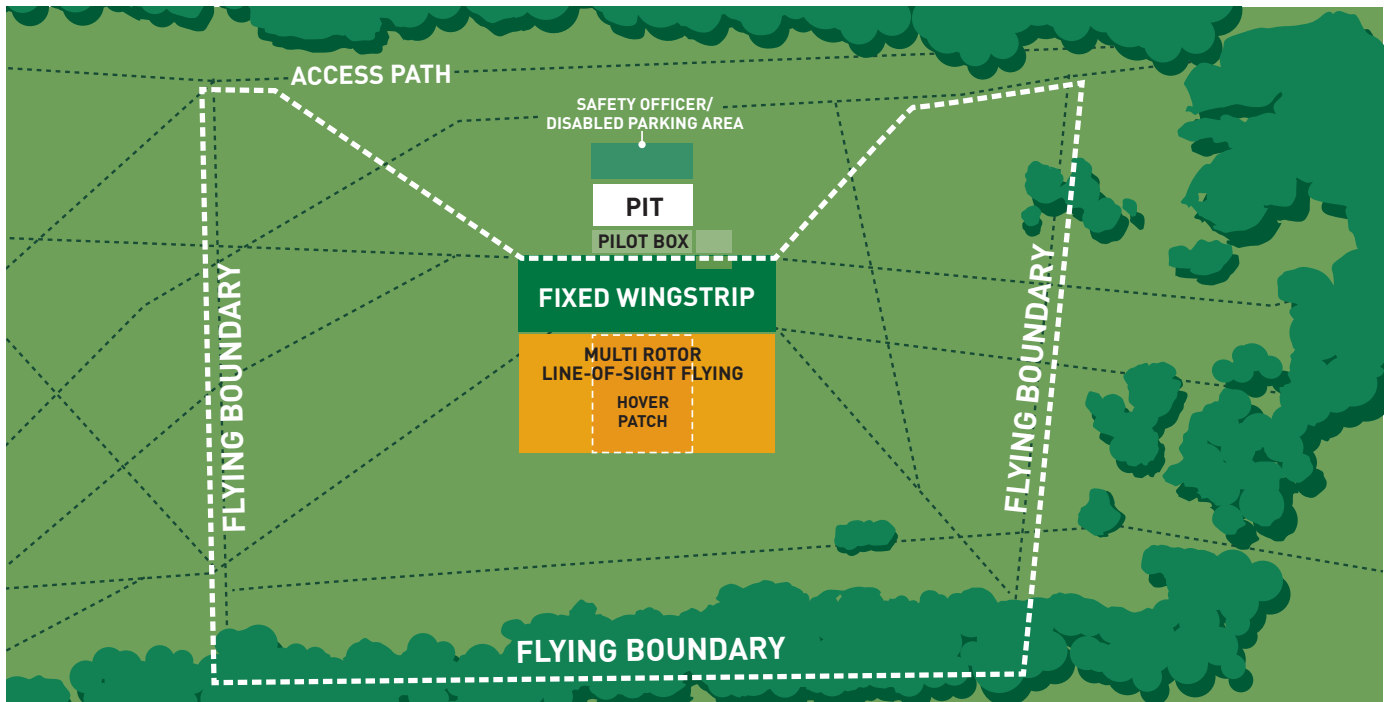 ACCESS PATH
SAFETY OFFICER/
DISABLED PARKING AREA
PIT
PILOT BOX
FIXED WINGSTRIP
MULTI ROTOR
LINE-OF-SIGHT FLYING
HOVER
PATCH
FLYING BOUNDARY
FLYING BOUNDARY
FLYING BOUNDARY